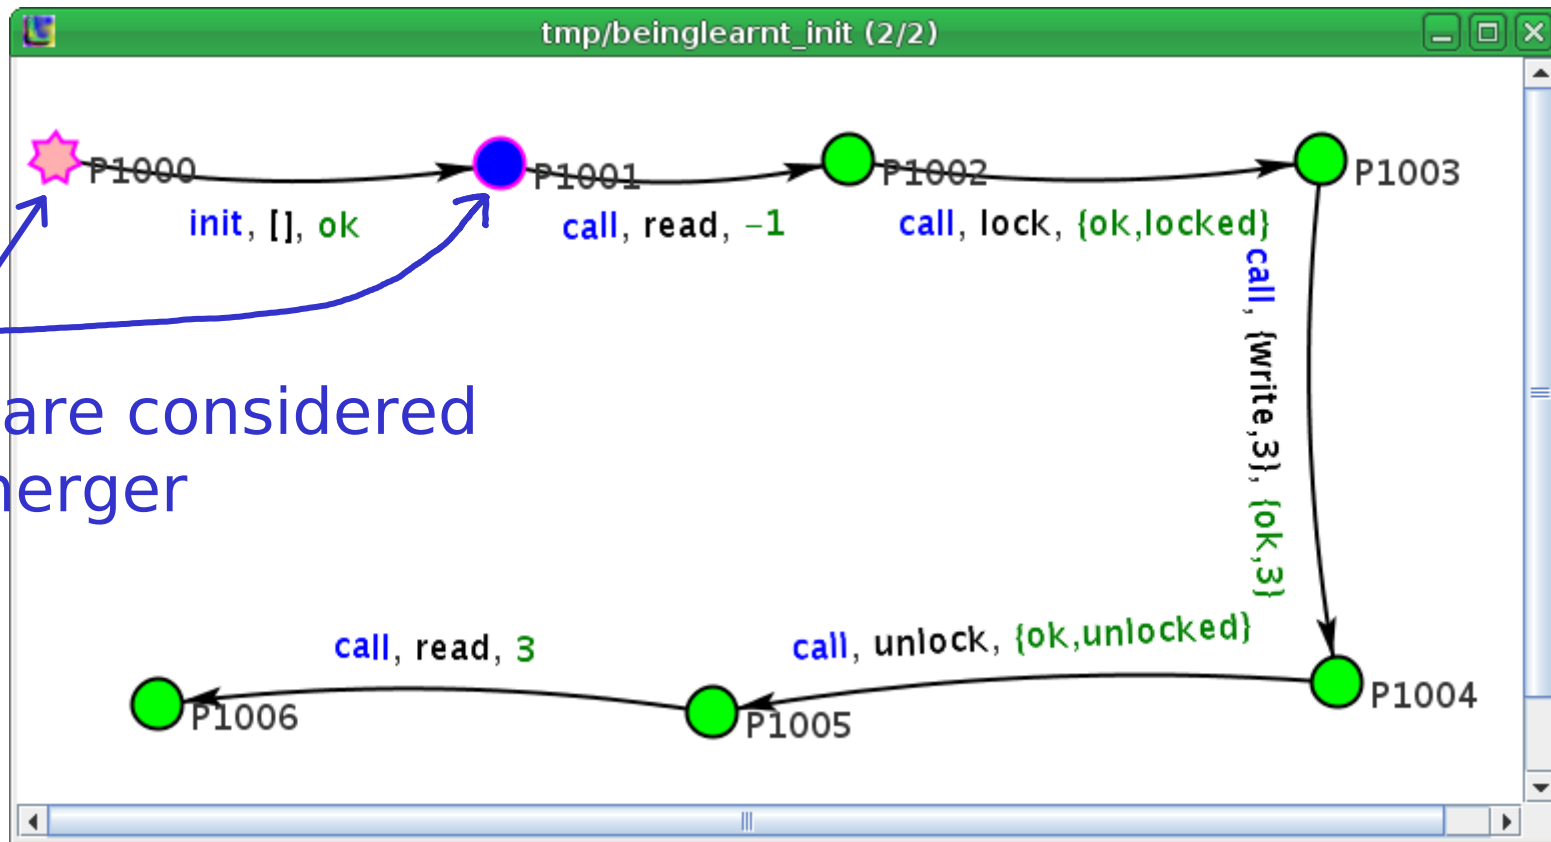 tmp/beinglearnt_init (2/2)
P1000
P1001
P1002
P1003
init, [], ok
call, read, -1
call, lock, {ok,locked}
call, {write,3}, {ok,3}
are considered
call, read, 3
call, unlock, {ok,unlocked}
P1006
P1005
P1004